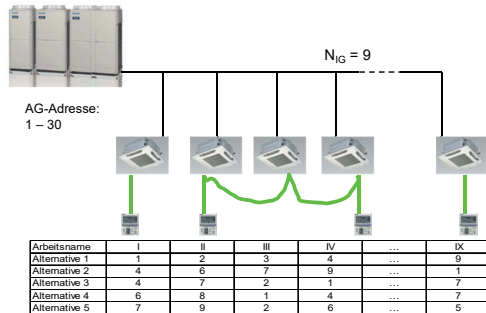 N_IG = 9
AG-Adresse:
1 – 30
Arbeitsname I II III IV ... IX
Alternative 1 1 2 3 4 9
Alternative 2 4 6 7 9 1
Alternative 3 4 7 2 1 ... 7
Alternative 4 6 8 1 4 ... 7
Alternative 5 7 9 2 6 ... 5